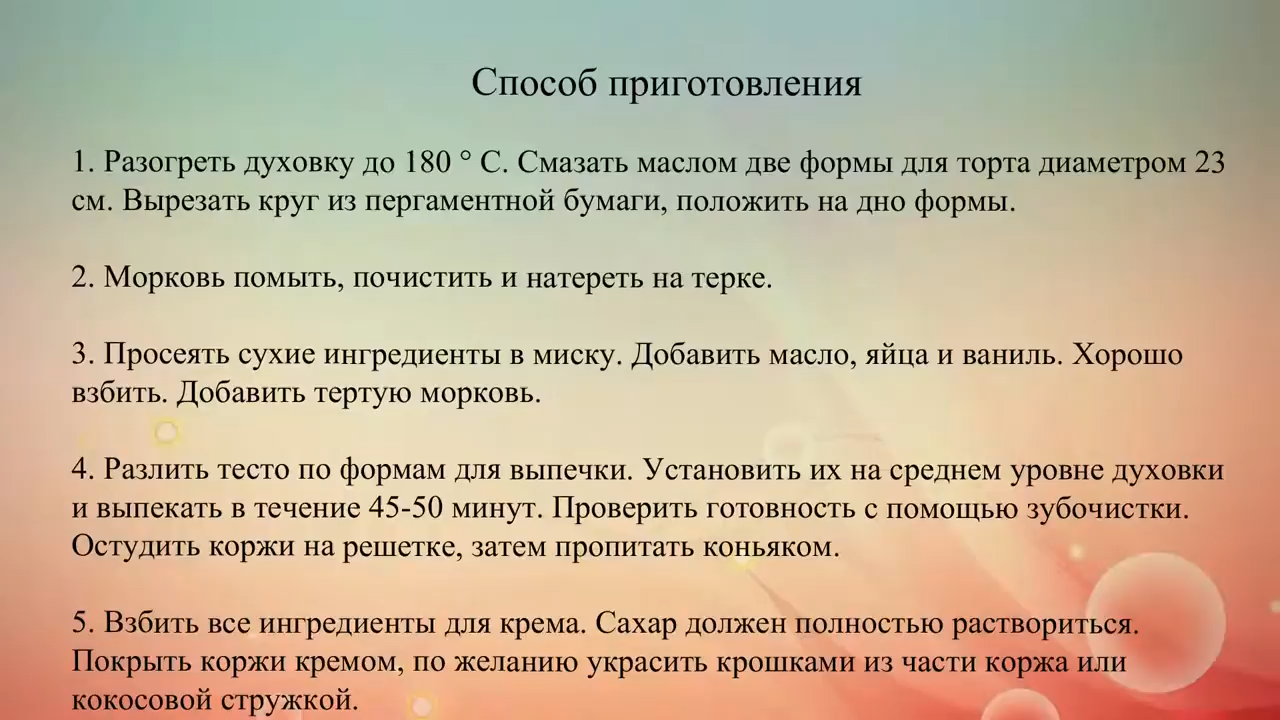 Способ приготовления
1. Разогреть духовку до 180 ° С. Смазать маслом две формы для торта диаметром 23
см. Вырезать круг из пергаментной бумаги, положить на дно формы.
2. Морковь помыть, почистить и натереть на терке.
3. Просеять сухие ингредиенты в миску. Добавить масло, яйца и ваниль. Хорошо
взбить. Добавить тертую морковь.
4. Разлить тесто по формам для выпечки. Установить их на среднем уровне духовки
и выпекать в течение 45-50 минут. Проверить готовность с помощью зубочистки.
Остудить коржи на решетке, затем пропитать коньяком.
5. Взбить все ингредиенты для крема. Сахар должен полностью раствориться.
Покрыть коржи кремом, по желанию украсить крошками из части коржа или
кокосовой стружкой.